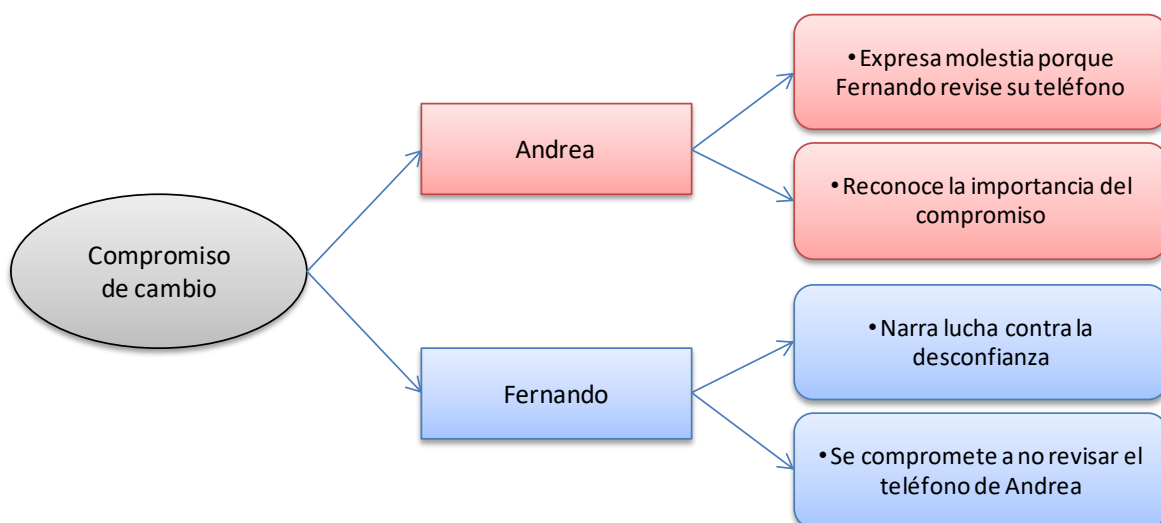 Compromiso
de cambio
Andrea
• Expresa molestia porque
Fernando revise su teléfono
• Reconoce la importancia del
compromiso
Fernando
• Narra lucha contra la
desconfianza
• Se compromete a no revisar el
teléfono de Andrea